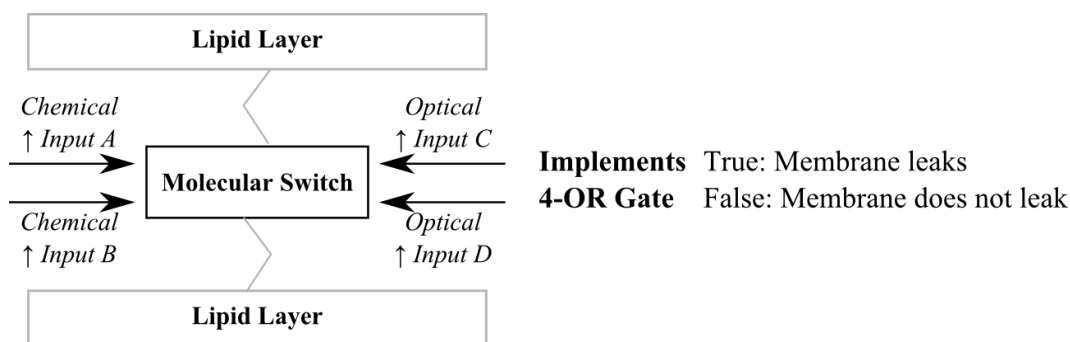 Lipid Layer
Chemical
↑ Input A
Optical
↑ Input C
Molecular Switch
Chemical
↑ Input B
Optical
↑ Input D
Lipid Layer
Implements True: Membrane leaks
4-OR Gate False: Membrane does not leak